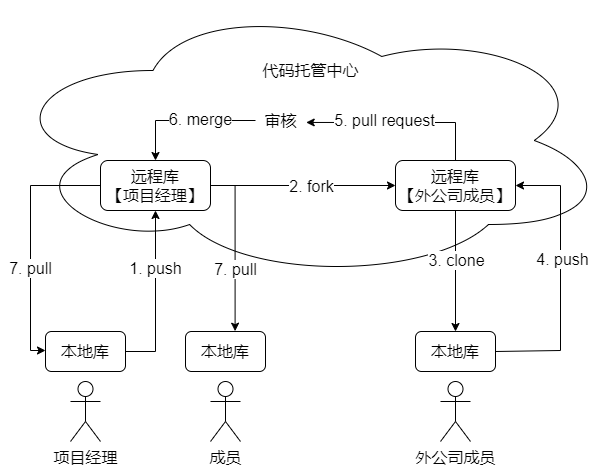 代码托管中心
6. merge
审核
5. pull request
远程库
【项目经理】
2. fork
远程库
【外公司成员】
7. pull
1. push
7. pull
3. clone
4. push
本地库
本地库
本地库
项目经理
成员
外公司成员